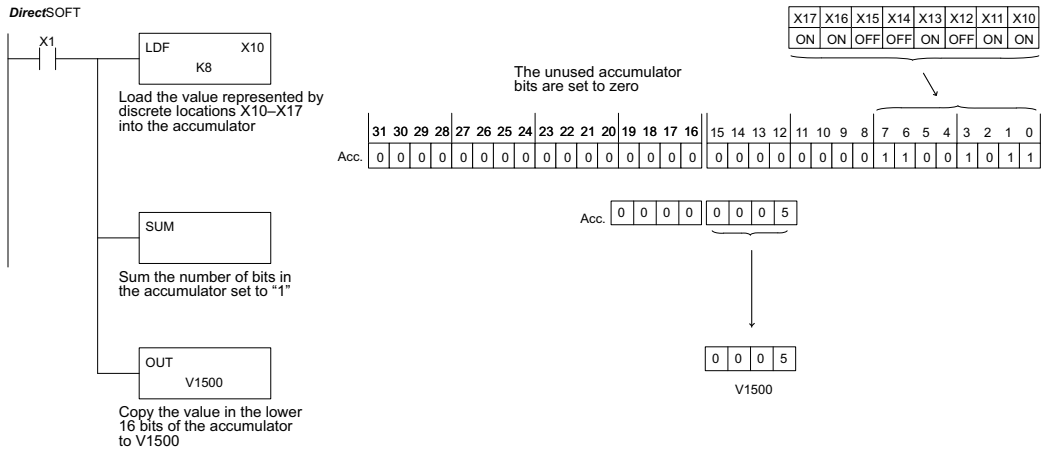 DirectSOFT
X1
LDF X10
K8
Load the value represented by
discrete locations X10–X17
into the accumulator
X17 X16 X15 X14 X13 X12 X11 X10
ON ON OFF OFF ON OFF ON ON
The unused accumulator
bits are set to zero
31 30 29 28 27 26 25 24 23 22 21 20 19 18 17 16 15 14 13 12 11 10 9 8 7 6 5 4 3 2 1 0
Acc. 0 0 0 0 0 0 0 0 0 0 0 0 0 0 0 0 0 0 0 0 0 0 0 0 1 1 0 0 1 0 1 1
Acc. 0 0 0 0 0 0 0 5
SUM
Sum the number of bits in
the accumulator set to “1”
OUT
V1500
Copy the value in the lower
16 bits of the accumulator
to V1500
0 0 0 5
V1500